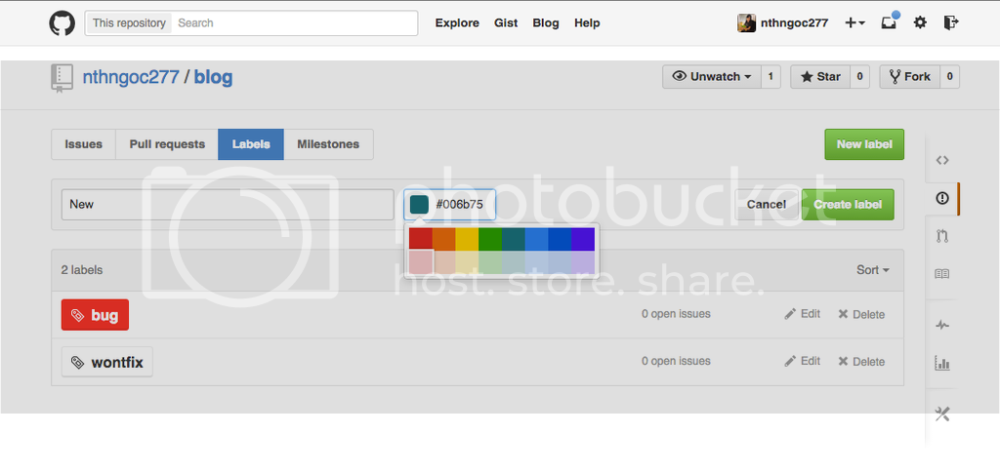 This repository Search Explore Gist Blog Help nthngoc277
nthngoc277 / blog Unwatch 1 Star 0 Fork 0
Issues Pull requests Labels Milestones New label
New #006b75 Cancel Create label
photobucket
2 labels Sort
host. store. share.
bug 0 open issues Edit Delete
wontfix 0 open issues Edit Delete